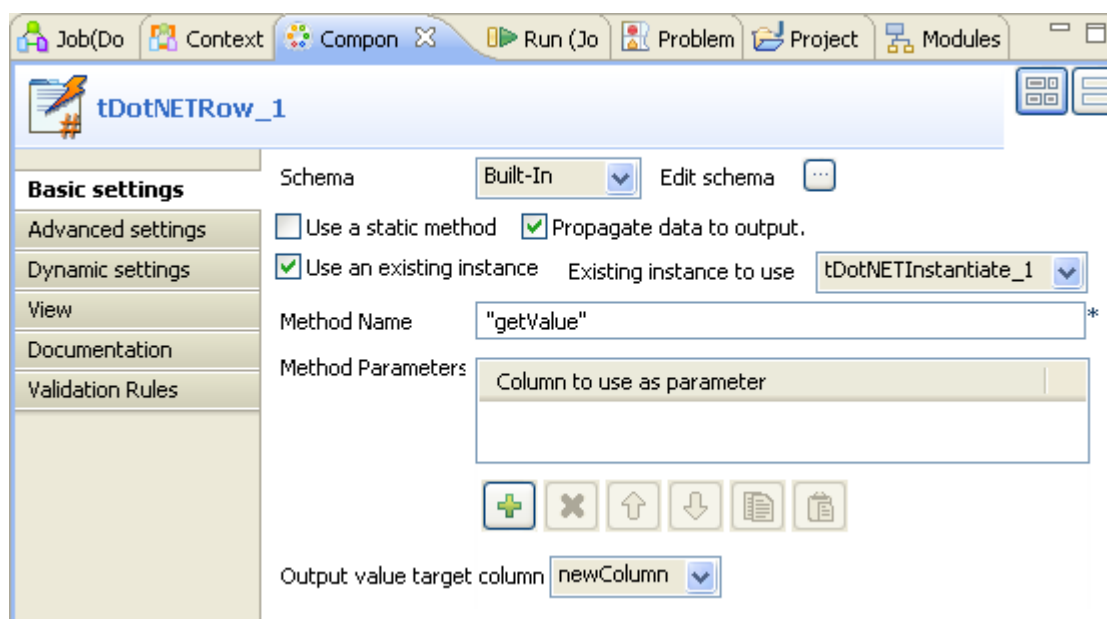 Job(Do Context Compon Run (Jo Problem Project Modules
tDotNETRow_1
Basic settings
Advanced settings
Dynamic settings
View
Documentation
Validation Rules
Schema Built-In Edit schema ...
Use a static method Propagate data to output.
Use an existing instance Existing instance to use tDotNETInstantiate_1
Method Name "getValue" *
Method Parameters
Column to use as parameter
Output value target column newColumn